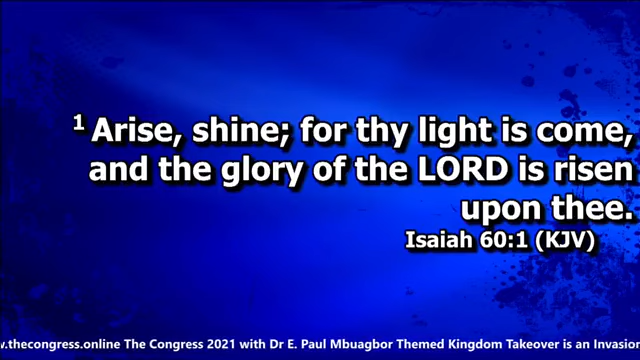 1 Arise, shine; for thy light is come,
and the glory of the LORD is risen
upon thee.
Isaiah 60:1 (KJV)
w.thecongress.online The Congress 2021 with Dr E. Paul Mbuagbor Themed Kingdom Takeover is an Invasion